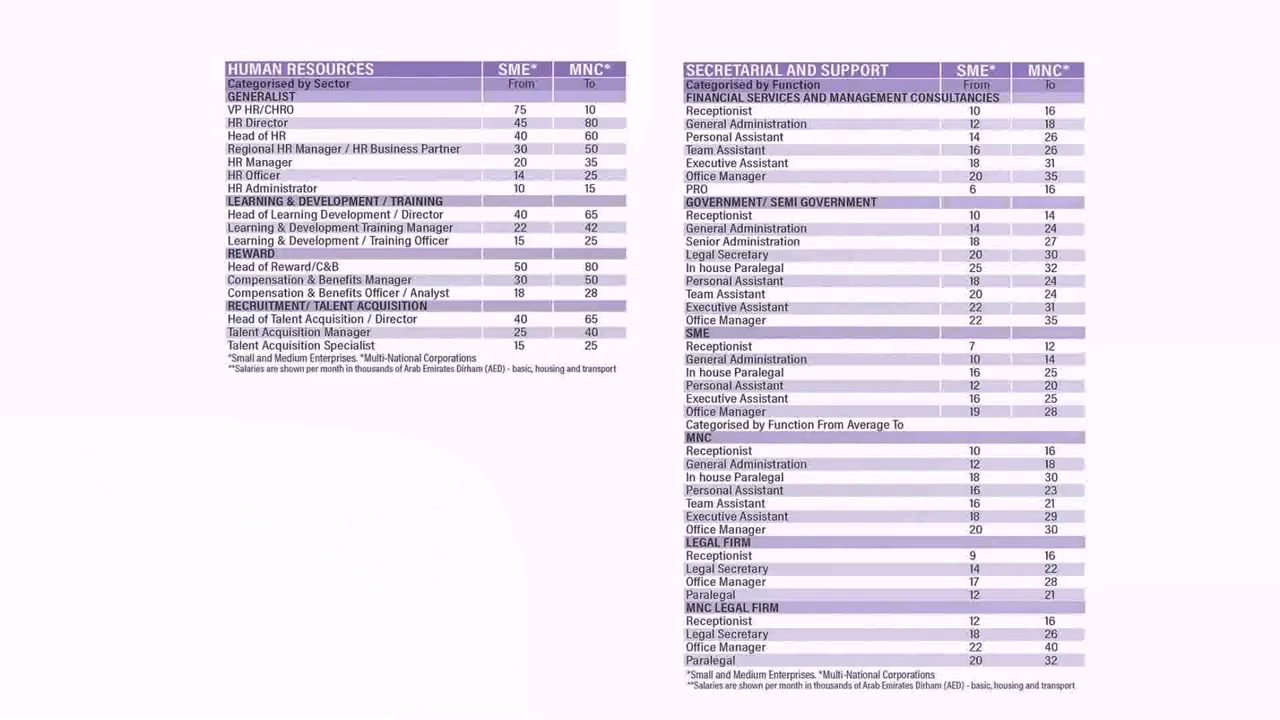 HUMAN RESOURCES SME* MNC*
Categorised by Sector From To
GENERALIST
VP HR/CHRO 75 10
HR Director 45 80
Head of HR 40 60
Regional HR Manager / HR Business Partner 30 50
HR Manager 20 35
HR Officer 14 25
HR Administrator 10 15
LEARNING & DEVELOPMENT / TRAINING
Head of Learning Development / Director 40 65
Learning & Development Training Manager 22 42
Learning & Development / Training Officer 15 25
REWARD
Head of Reward/C&B 50 80
Compensation & Benefits Manager 30 50
Compensation & Benefits Officer / Analyst 18 28
RECRUITMENT/ TALENT ACQUISITION
Head of Talent Acquisition / Director 40 65
Talent Acquisition Manager 25 40
Talent Acquisition Specialist 15 25
*Small and Medium Enterprises. *Multi-National Corporations
**Salaries are shown per month in thousands of Arab Emirates Dirham (AED) - basic, housing and transport
SECRETARIAL AND SUPPORT SME* MNC*
Categorised by Function From To
FINANCIAL SERVICES AND MANAGEMENT CONSULTANCIES
Receptionist 10 16
General Administration 12 18
Personal Assistant 14 26
Team Assistant 16 26
Executive Assistant 18 31
Office Manager 20 35
PRO 6 16
GOVERNMENT/ SEMI GOVERNMENT
Receptionist 10 14
General Administration 14 24
Senior Administration 18 27
Legal Secretary 20 30
In house Paralegal 25 32
Personal Assistant 18 24
Team Assistant 20 24
Executive Assistant 22 31
Office Manager 22 35
SME
Receptionist 7 12
General Administration 10 14
In house Paralegal 16 25
Personal Assistant 12 20
Executive Assistant 16 25
Office Manager 19 28
Categorised by Function From Average To
MNC
Receptionist 10 16
General Administration 12 18
In house Paralegal 18 30
Personal Assistant 16 23
Team Assistant 16 21
Executive Assistant 18 29
Office Manager 20 30
LEGAL FIRM
Receptionist 9 16
Legal Secretary 14 22
Office Manager 17 28
Paralegal 12 21
MNC LEGAL FIRM
Receptionist 12 16
Legal Secretary 18 26
Office Manager 22 40
Paralegal 20 32
*Small and Medium Enterprises. *Multi-National Corporations
**Salaries are shown per month in thousands of Arab Emirates Dirham (AED) - basic, housing and transport